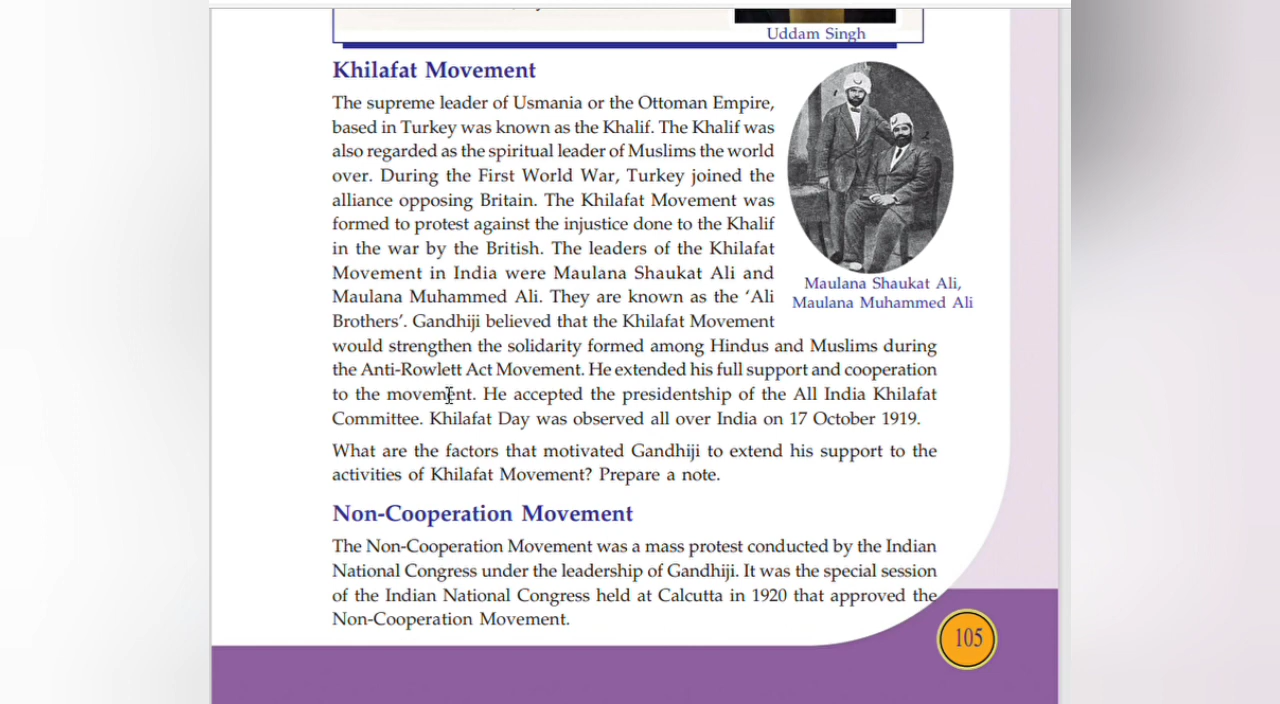 Uddam Singh
Khilafat Movement
The supreme leader of Usmania or the Ottoman Empire,
based in Turkey was known as the Khalif. The Khalif was
also regarded as the spiritual leader of Muslims the world
over. During the First World War, Turkey joined the
alliance opposing Britain. The Khilafat Movement was
formed to protest against the injustice done to the Khalif
in the war by the British. The leaders of the Khilafat
Movement in India were Maulana Shaukat Ali and
Maulana Muhammed Ali. They are known as the ‘Ali
Brothers’. Gandhiji believed that the Khilafat Movement
would strengthen the solidarity formed among Hindus and Muslims during
the Anti-Rowlett Act Movement. He extended his full support and cooperation
to the movement. He accepted the presidentship of the All India Khilafat
Committee. Khilafat Day was observed all over India on 17 October 1919.
Maulana Shaukat Ali,
Maulana Muhammed Ali
What are the factors that motivated Gandhiji to extend his support to the
activities of Khilafat Movement? Prepare a note.
Non-Cooperation Movement
The Non-Cooperation Movement was a mass protest conducted by the Indian
National Congress under the leadership of Gandhiji. It was the special session
of the Indian National Congress held at Calcutta in 1920 that approved the
Non-Cooperation Movement.
105